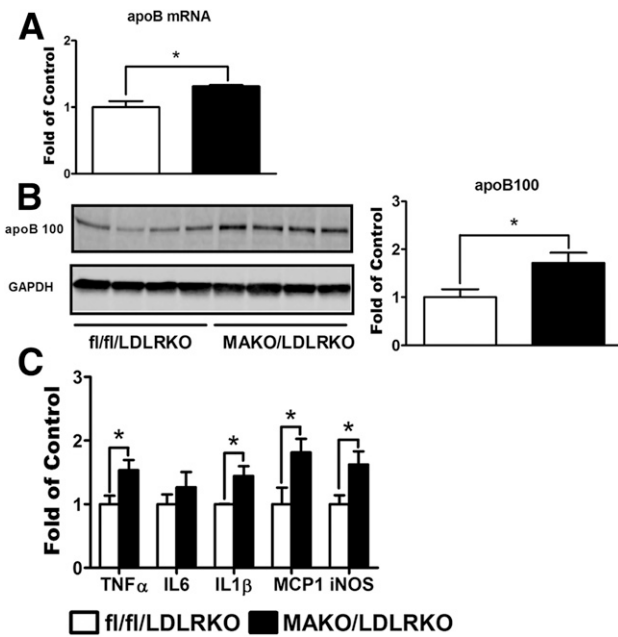 A
apoB mRNA
Fold of Control
2
1
0
*
B
apoB 100
GAPDH
fl/fl/LDLRKO MAKO/LDLRKO
apoB100
Fold of Control
3
2
1
0
*
C
Fold of Control
3
2
1
0
* * * *
TNFα IL6 IL1β MCP1 iNOS
fl/fl/LDLRKO MAKO/LDLRKO